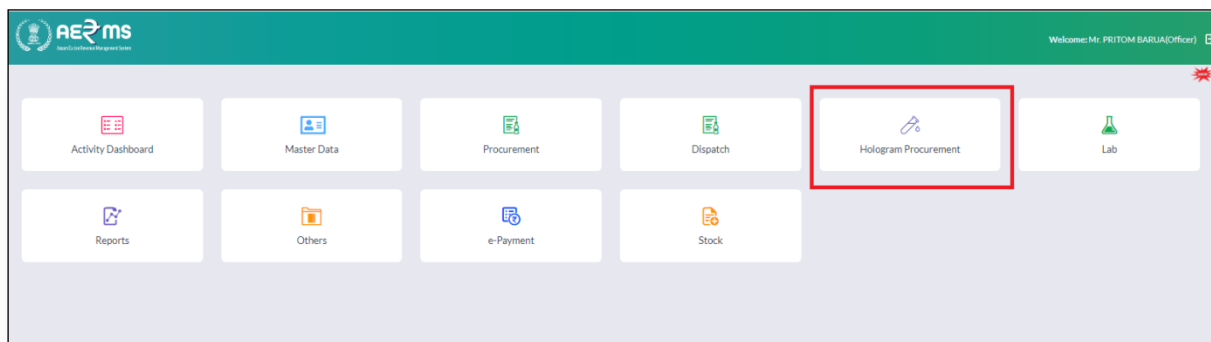 AE₹MS
Welcome: Mr. PRITOM BARUA(Officer)
Activity Dashboard
Master Data
Procurement
Dispatch
Hologram Procurement
Lab
Reports
Others
e-Payment
Stock